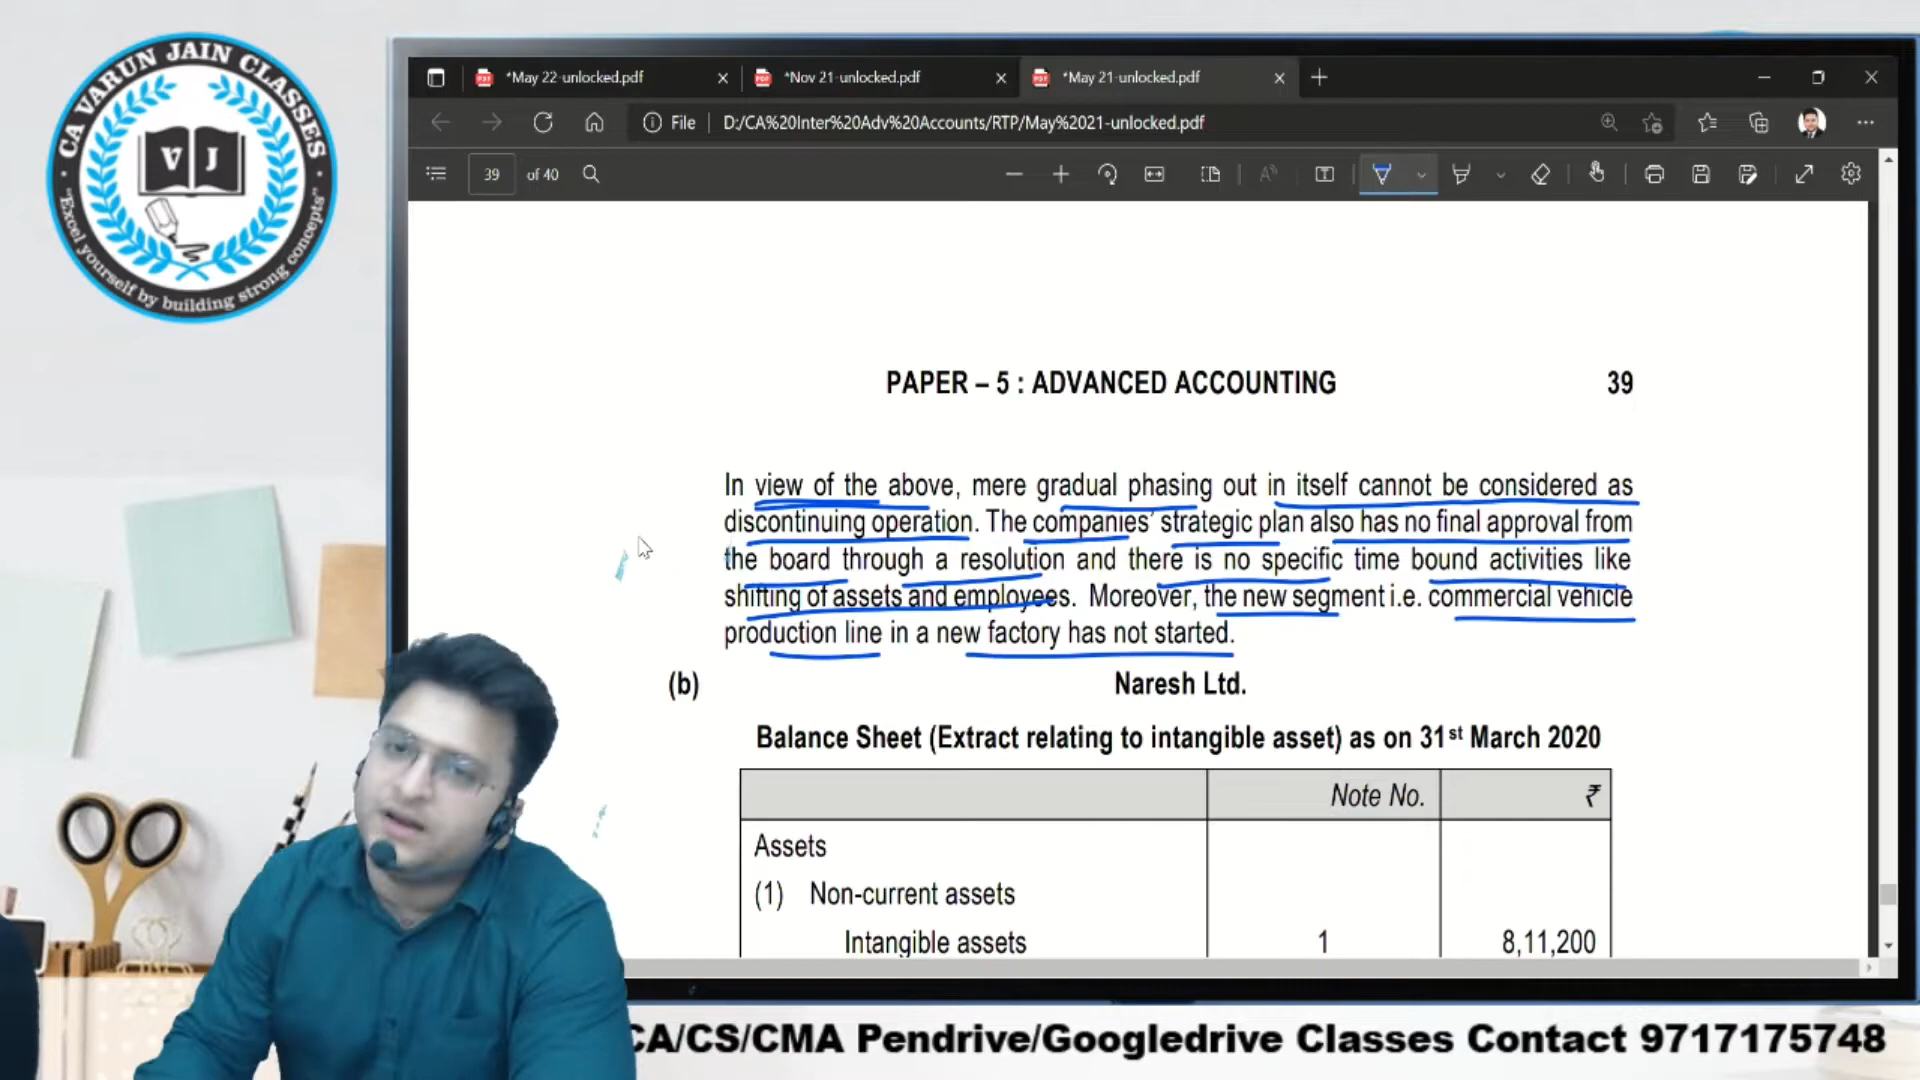 CA VARUN JAIN CLASSES
V J
"Excel yourself by building strong concepts"
*May 22-unlocked.pdf
*Nov 21-unlocked.pdf
*May 21-unlocked.pdf
File D:/CA%20Inter%20Adv%20Accounts/RTP/May%2021-unlocked.pdf
39 of 40
PAPER – 5 : ADVANCED ACCOUNTING 39
In view of the above, mere gradual phasing out in itself cannot be considered as
discontinuing operation. The companies' strategic plan also has no final approval from
the board through a resolution and there is no specific time bound activities like
shifting of assets and employees. Moreover, the new segment i.e. commercial vehicle
production line in a new factory has not started.
(b) Naresh Ltd.
Balance Sheet (Extract relating to intangible asset) as on 31st March 2020
Note No. ₹
Assets
(1) Non-current assets
Intangible assets 1 8,11,200
CA/CS/CMA Pendrive/Googledrive Classes Contact 9717175748